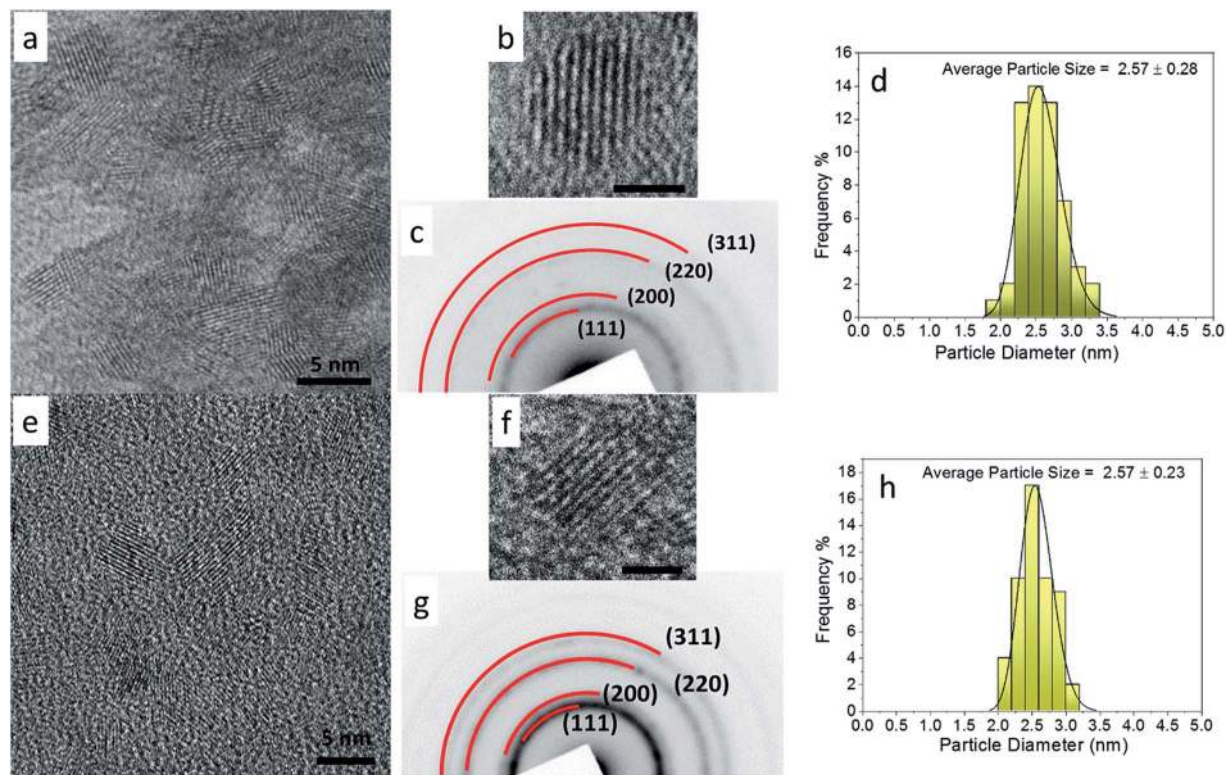 a
5 nm
b
c
(311)
(220)
(200)
(111)
d
Average Particle Size = 2.57 ± 0.28
Frequency %
16
14
12
10
8
6
4
2
0
0.0 0.5 1.0 1.5 2.0 2.5 3.0 3.5 4.0 4.5 5.0
Particle Diameter (nm)
e
5 nm
f
g
(311)
(220)
(200)
(111)
h
Average Particle Size = 2.57 ± 0.23
Frequency %
18
16
14
12
10
8
6
4
2
0
0.0 0.5 1.0 1.5 2.0 2.5 3.0 3.5 4.0 4.5 5.0
Particle Diameter (nm)